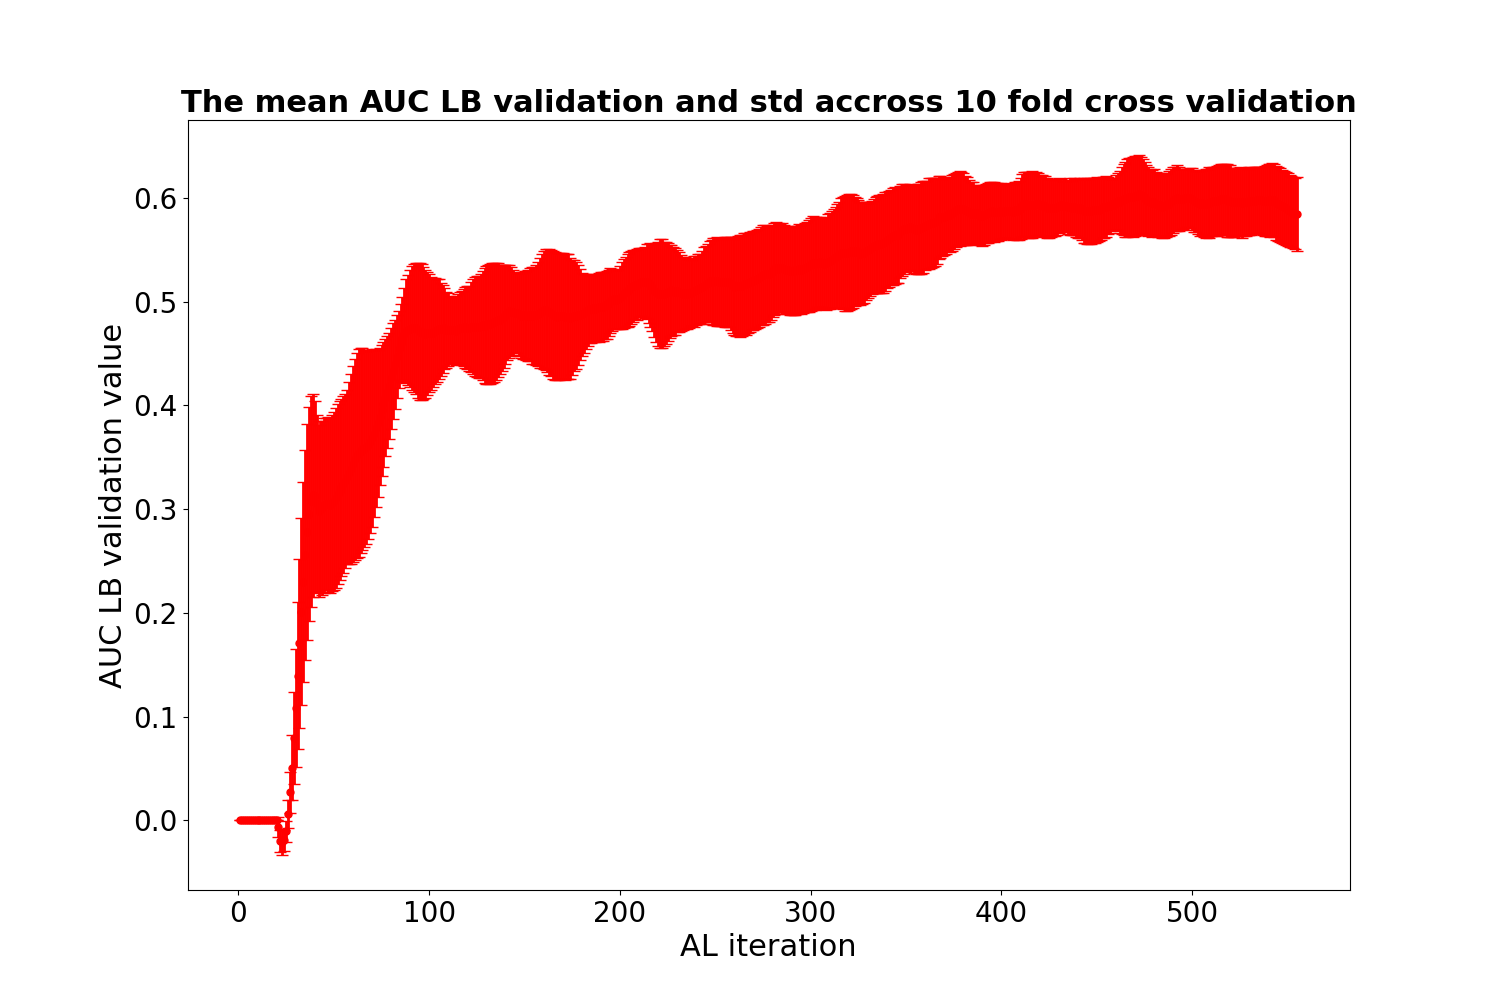 The mean AUC LB validation and std accross 10 fold cross validation
0.6
0.5
0.4
0.3
0.2
0.1
0.0
AUC LB validation value
0 100 200 300 400 500
AL iteration